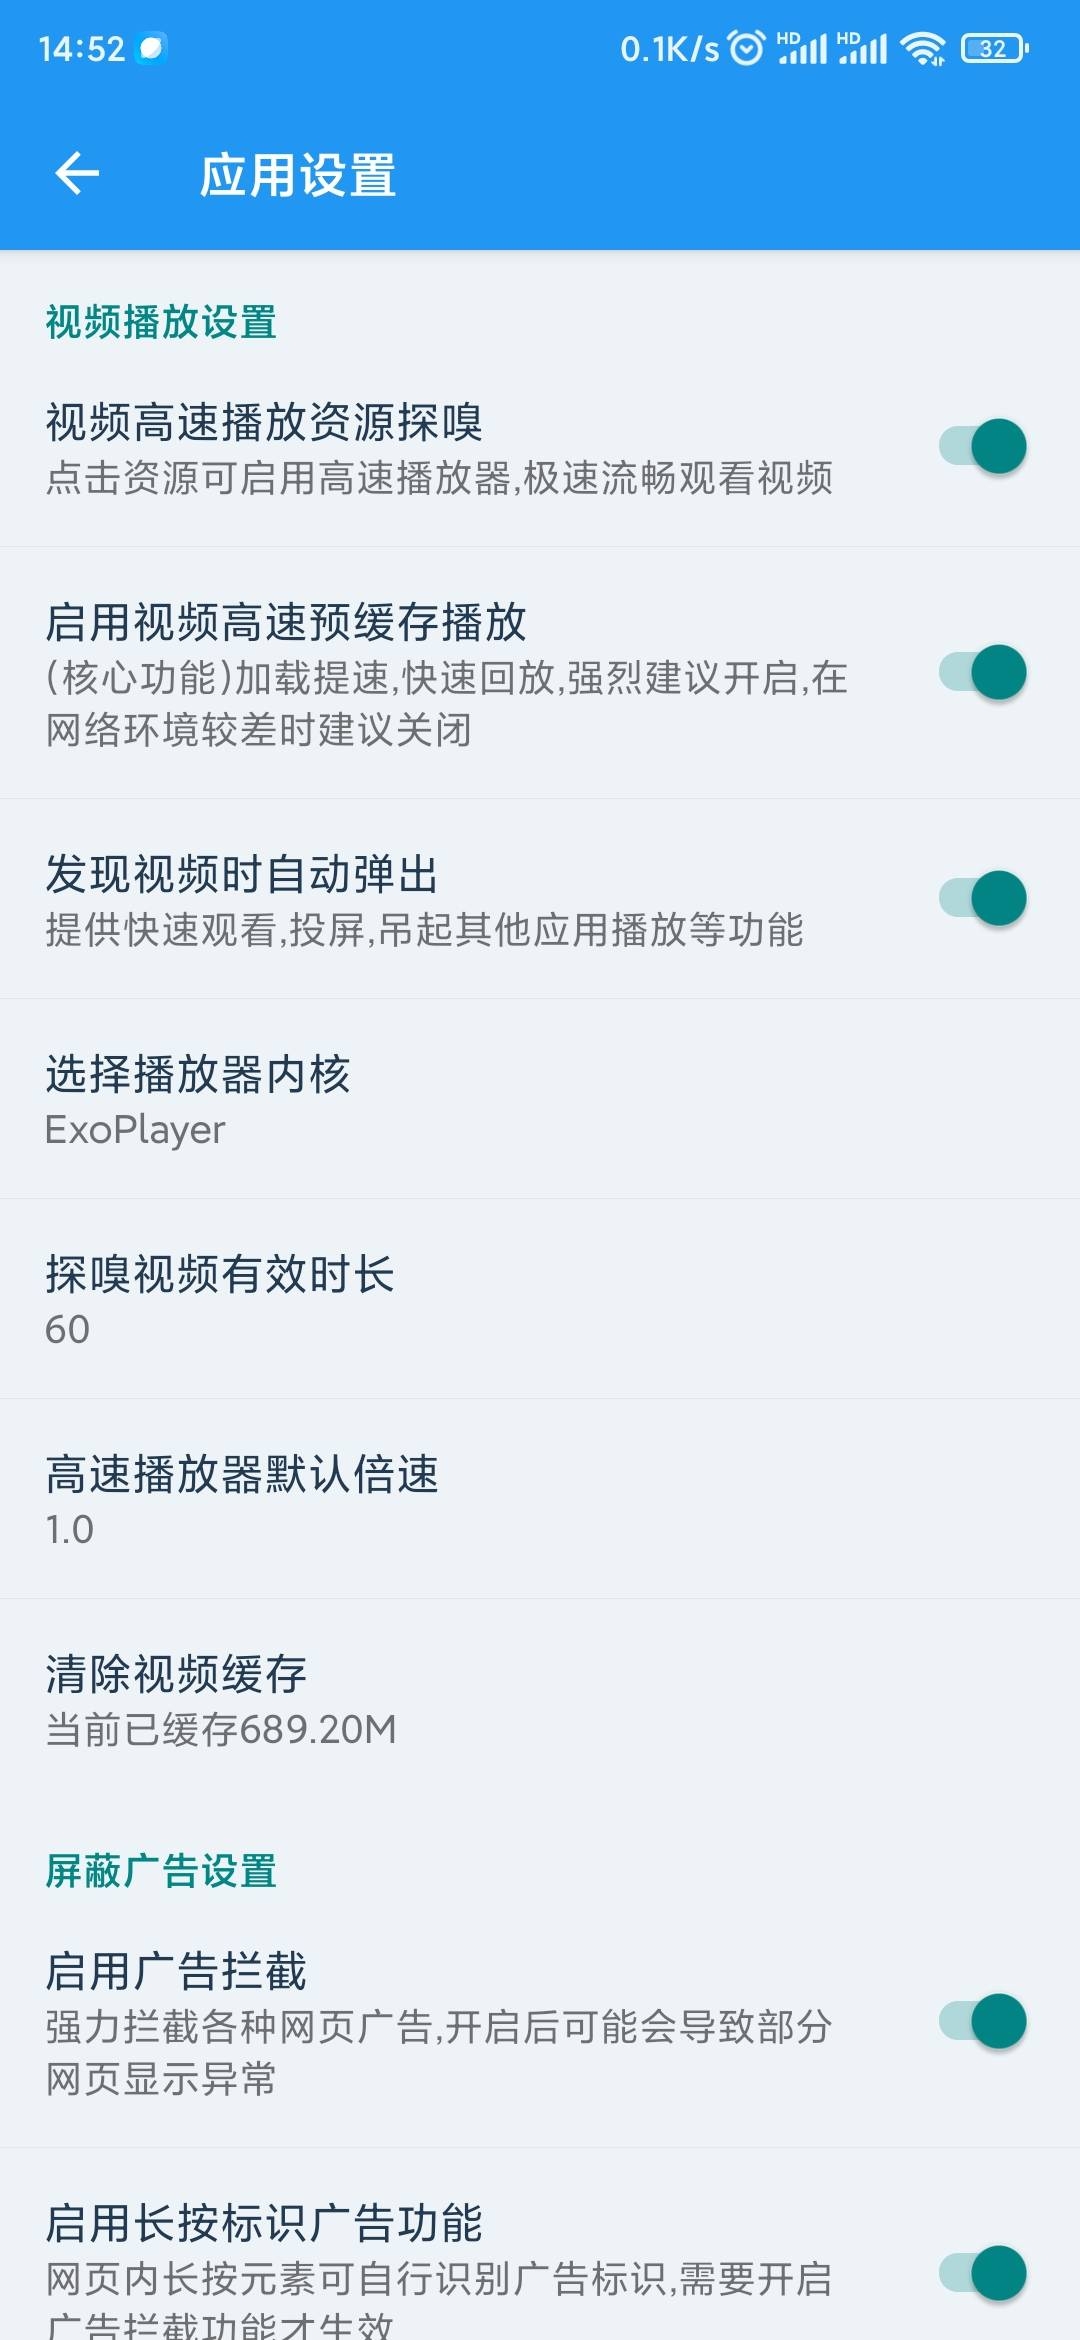 14:52
0.1K/s HD HD 32
应用设置
视频播放设置
视频高速播放资源探嗅
点击资源可启用高速播放器,极速流畅观看视频
启用视频高速预缓存播放
(核心功能)加载提速,快速回放,强烈建议开启,在
网络环境较差时建议关闭
发现视频时自动弹出
提供快速观看,投屏,吊起其他应用播放等功能
选择播放器内核
ExoPlayer
探嗅视频有效时长
60
高速播放器默认倍速
1.0
清除视频缓存
当前已缓存689.20M
屏蔽广告设置
启用广告拦截
强力拦截各种网页广告,开启后可能会导致部分
网页显示异常
启用长按标识广告功能
网页内长按元素可自行识别广告标识,需要开启
广告拦截功能才生效